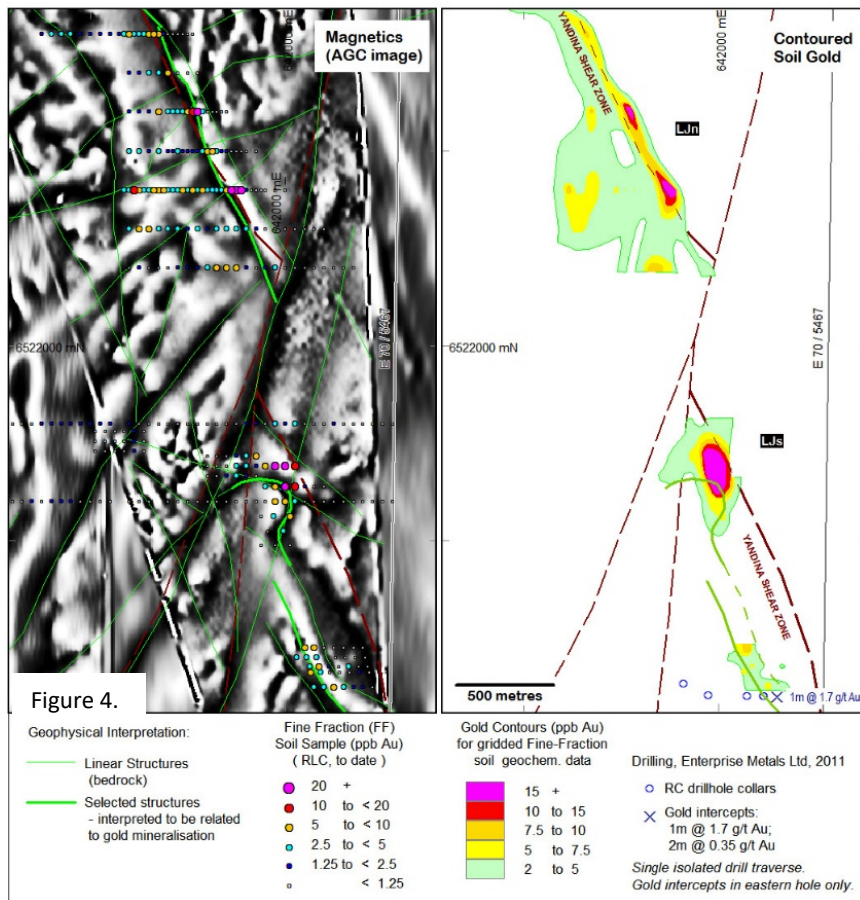 Magnetics
(AGC image)
642000 mE
6522000 mN
E 70 / 5467
Figure 4.
Contoured
Soil Gold
642000 mE
YANDINA SHEAR ZONE
LJn
E 70 / 5467
LJs
YANDINA SHEAR ZONE
500 metres
1m @ 1.7 g/t Au
Geophysical Interpretation:
Linear Structures
(bedrock)
Selected structures
- interpreted to be related
to gold mineralisation
Fine Fraction (FF)
Soil Sample (ppb Au)
( RLC, to date )
20 +
10 to < 20
5 to < 10
2.5 to < 5
1.25 to < 2.5
< 1.25
Gold Contours (ppb Au)
for gridded Fine-Fraction
soil geochem. data
15 +
10 to 15
7.5 to 10
5 to 7.5
2 to 5
Drilling, Enterprise Metals Ltd, 2011
RC drillhole collars
Gold intercepts:
1m @ 1.7 g/t Au;
2m @ 0.35 g/t Au
Single isolated drill traverse.
Gold intercepts in eastern hole only.